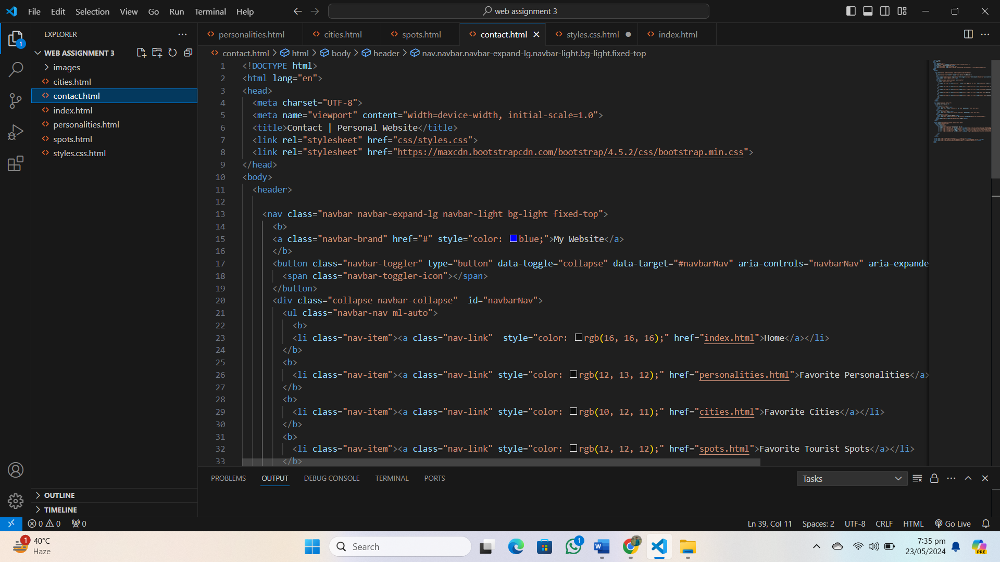 File Edit Selection View Go Run Terminal Help
web assignment 3
EXPLORER
WEB ASSIGNMENT 3
images
cities.html
contact.html
index.html
personalities.html
spots.html
styles.css.html
OUTLINE
TIMELINE
1
personalities.html cities.html spots.html contact.html styles.css.html index.html
contact.html > html > body > header > nav.navbar.navbar-expand-lg.navbar-light.bg-light.fixed-top
1 <!DOCTYPE html>
2 <html lang="en">
3 <head>
4 <meta charset="UTF-8">
5 <meta name="viewport" content="width=device-width, initial-scale=1.0">
6 <title>Contact | Personal Website</title>
7 <link rel="stylesheet" href="css/styles.css">
8 <link rel="stylesheet" href="https://maxcdn.bootstrapcdn.com/bootstrap/4.5.2/css/bootstrap.min.css">
9 </head>
10 <body>
11 <header>
12
13 <nav class="navbar navbar-expand-lg navbar-light bg-light fixed-top">
14 <b>
15 <a class="navbar-brand" href="#" style="color: blue;">My Website</a>
16 </b>
17 <button class="navbar-toggler" type="button" data-toggle="collapse" data-target="#navbarNav" aria-controls="navbarNav" aria-expande
18 <span class="navbar-toggler-icon"></span>
19 </button>
20 <div class="collapse navbar-collapse"  id="navbarNav">
21 <ul class="navbar-nav ml-auto">
22 <b>
23 <li class="nav-item"><a class="nav-link"  style="color: rgb(16, 16, 16);" href="index.html">Home</a></li>
24 </b>
25 <b>
26 <li class="nav-item"><a class="nav-link" style="color: rgb(12, 13, 12);" href="personalities.html">Favorite Personalities</a>
27 </b>
28 <b>
29 <li class="nav-item"><a class="nav-link" style="color: rgb(10, 12, 11);" href="cities.html">Favorite Cities</a></li>
30 </b>
31 <b>
32 <li class="nav-item"><a class="nav-link" style="color: rgb(12, 12, 12);" href="spots.html">Favorite Tourist Spots</a></li>
33 </b>
PROBLEMS OUTPUT DEBUG CONSOLE TERMINAL PORTS
Tasks
0 0 0
Ln 39, Col 11 Spaces: 2 UTF-8 CRLF HTML Go Live
1
40°C
Haze
Search
1
7:35 pm
23/05/2024
PRE